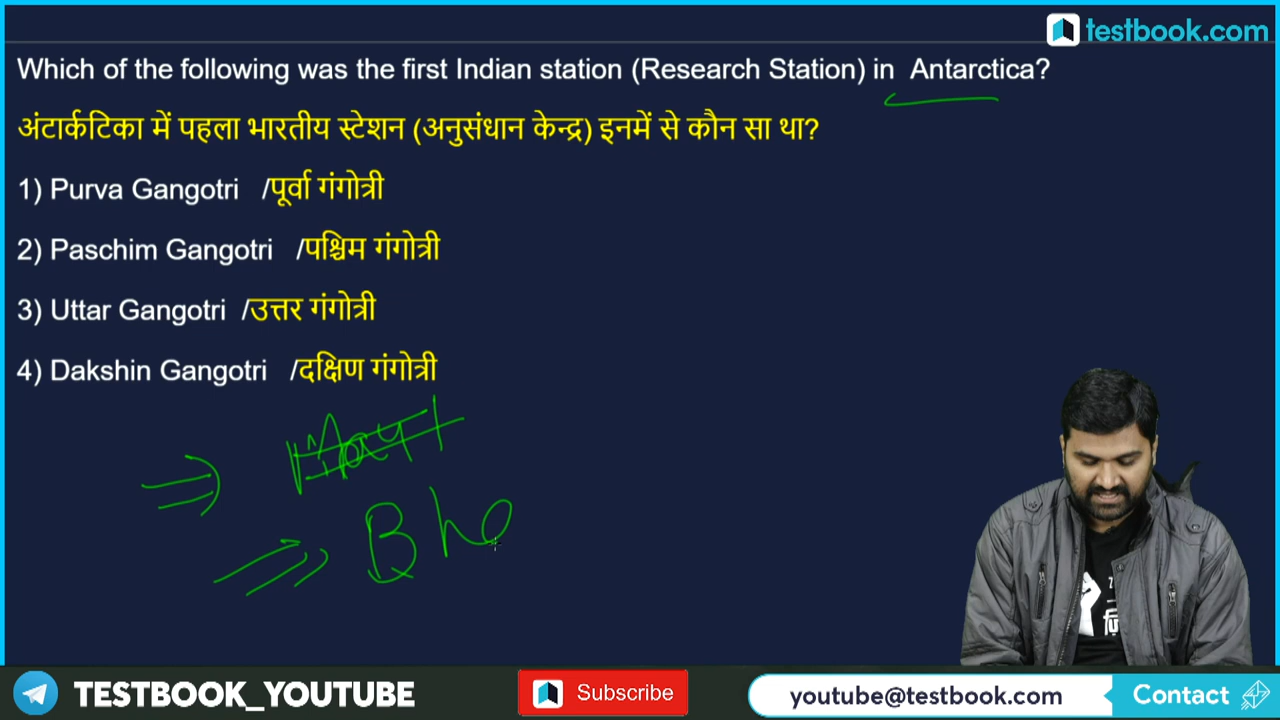 testbook.com
Which of the following was the first Indian station (Research Station) in Antarctica?
अंटार्कटिका में पहला भारतीय स्टेशन (अनुसंधान केन्द्र) इनमें से कौन सा था?
1) Purva Gangotri /पूर्वा गंगोत्री
2) Paschim Gangotri /पश्चिम गंगोत्री
3) Uttar Gangotri /उत्तर गंगोत्री
4) Dakshin Gangotri /दक्षिण गंगोत्री
TESTBOOK_YOUTUBE
Subscribe
youtube@testbook.com
Contact